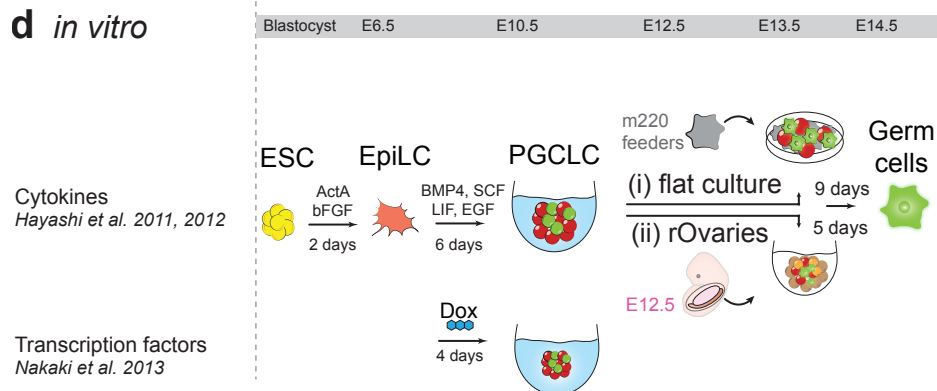 d in vitro
Blastocyst E6.5 E10.5 E12.5 E13.5 E14.5
ESC
EpiLC
PGCLC
m220
feeders
Germ
cells
Cytokines
Hayashi et al. 2011, 2012
ActA
bFGF
2 days
BMP4, SCF
LIF, EGF
6 days
(i) flat culture
(ii) rOvaries
9 days
5 days
E12.5
Dox
4 days
Transcription factors
Nakaki et al. 2013